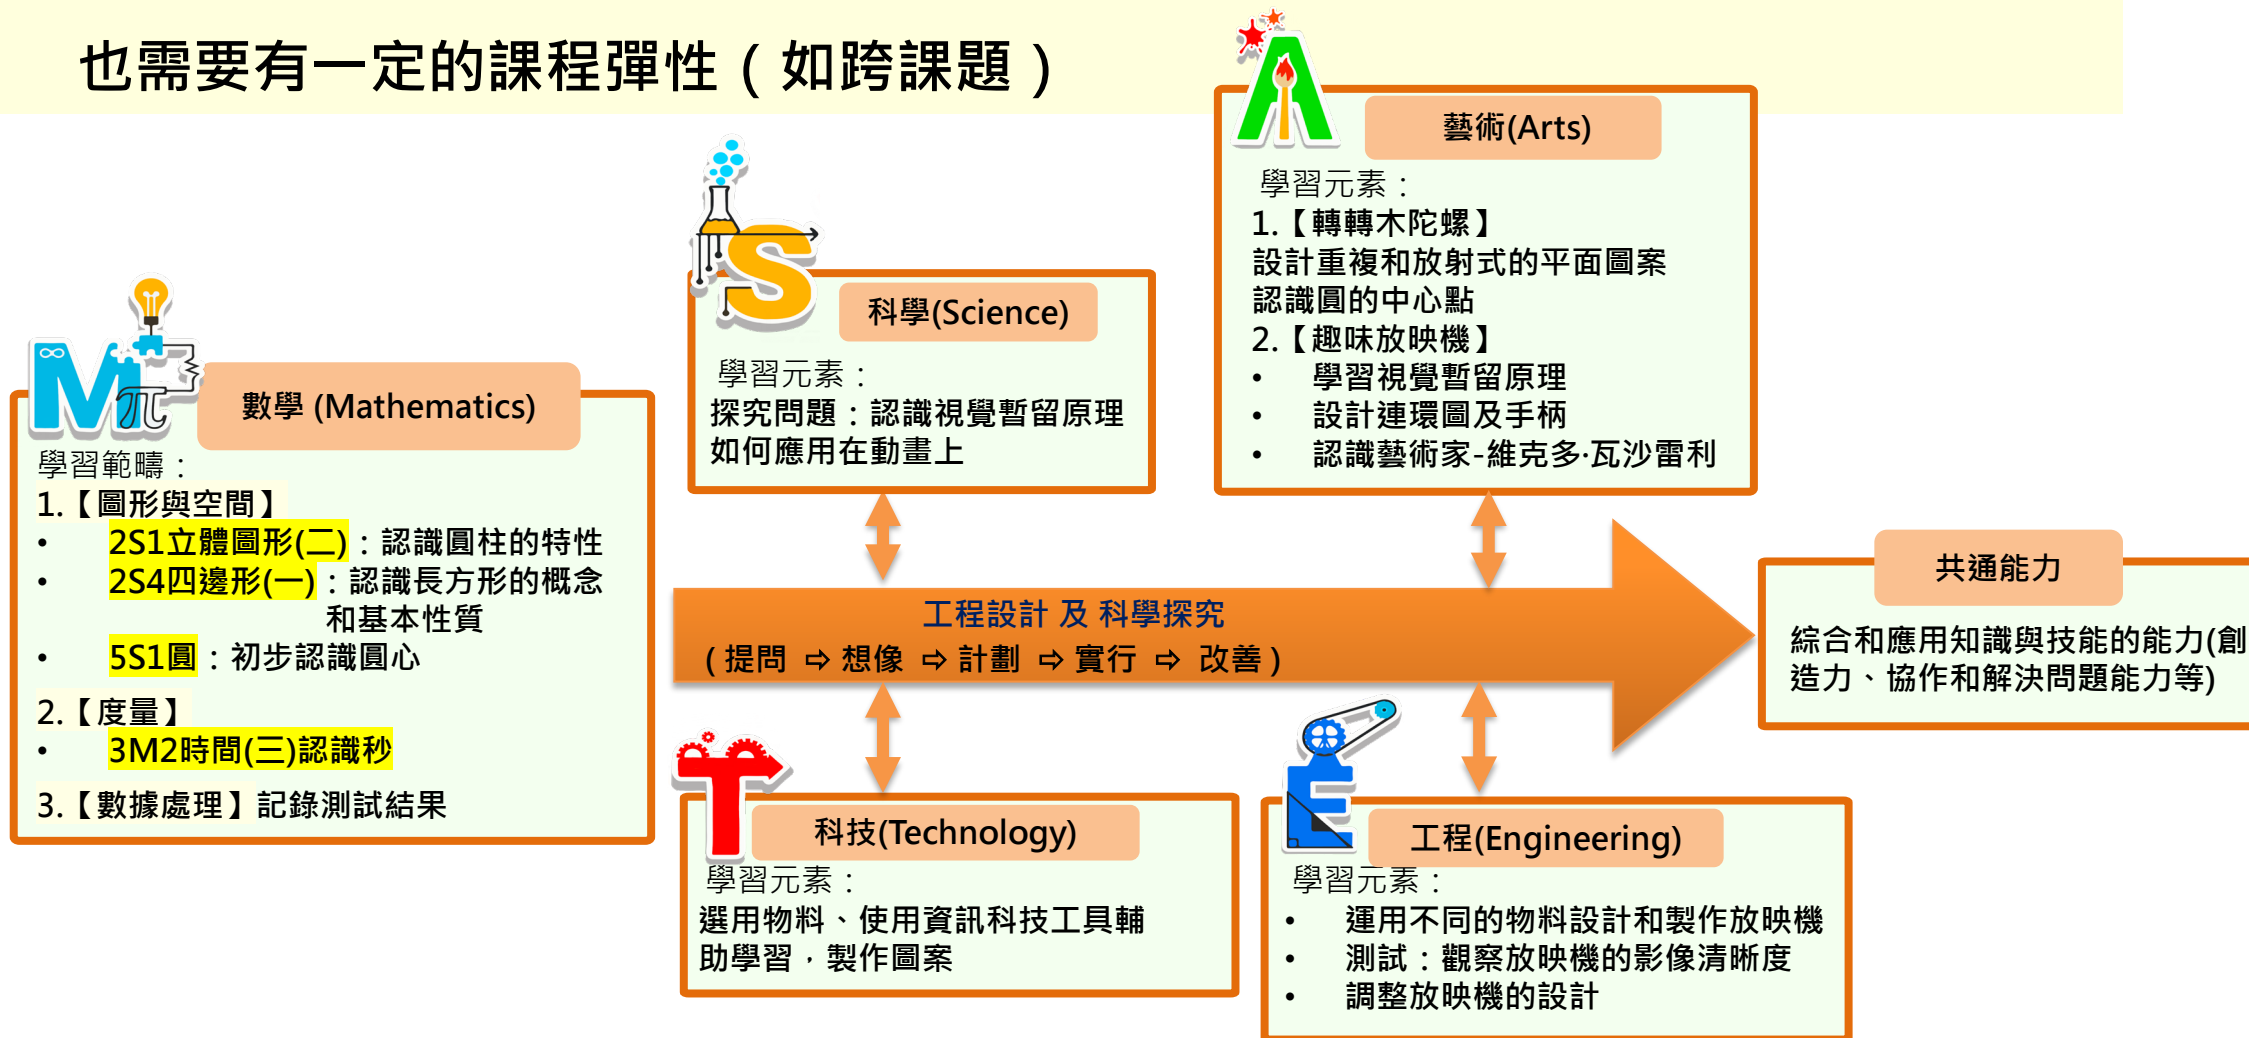 也需要有一定的課程彈性（如跨課題）
藝術(Arts)
學習元素：
1.【轉轉木陀螺】
設計重複和放射式的平面圖案
認識圓的中心點
2.【趣味放映機】
• 學習視覺暫留原理
• 設計連環圖及手柄
• 認識藝術家-維克多·瓦沙雷利
S
科學(Science)
學習元素：
探究問題：認識視覺暫留原理
如何應用在動畫上
M
∞
π
數學 (Mathematics)
學習範疇：
1.【圖形與空間】
• 2S1立體圖形(二)：認識圓柱的特性
• 2S4四邊形(一)：認識長方形的概念
和基本性質
• 5S1圓：初步認識圓心
2.【度量】
• 3M2時間(三)認識秒
3.【數據處理】記錄測試結果
工程設計 及 科學探究
(提問 ⇨ 想像 ⇨ 計劃 ⇨ 實行 ⇨ 改善)
共通能力
綜合和應用知識與技能的能力(創
造力、協作和解決問題能力等)
T
科技(Technology)
學習元素：
選用物料、使用資訊科技工具輔
助學習，製作圖案
E
工程(Engineering)
學習元素：
• 運用不同的物料設計和製作放映機
• 測試：觀察放映機的影像清晰度
• 調整放映機的設計